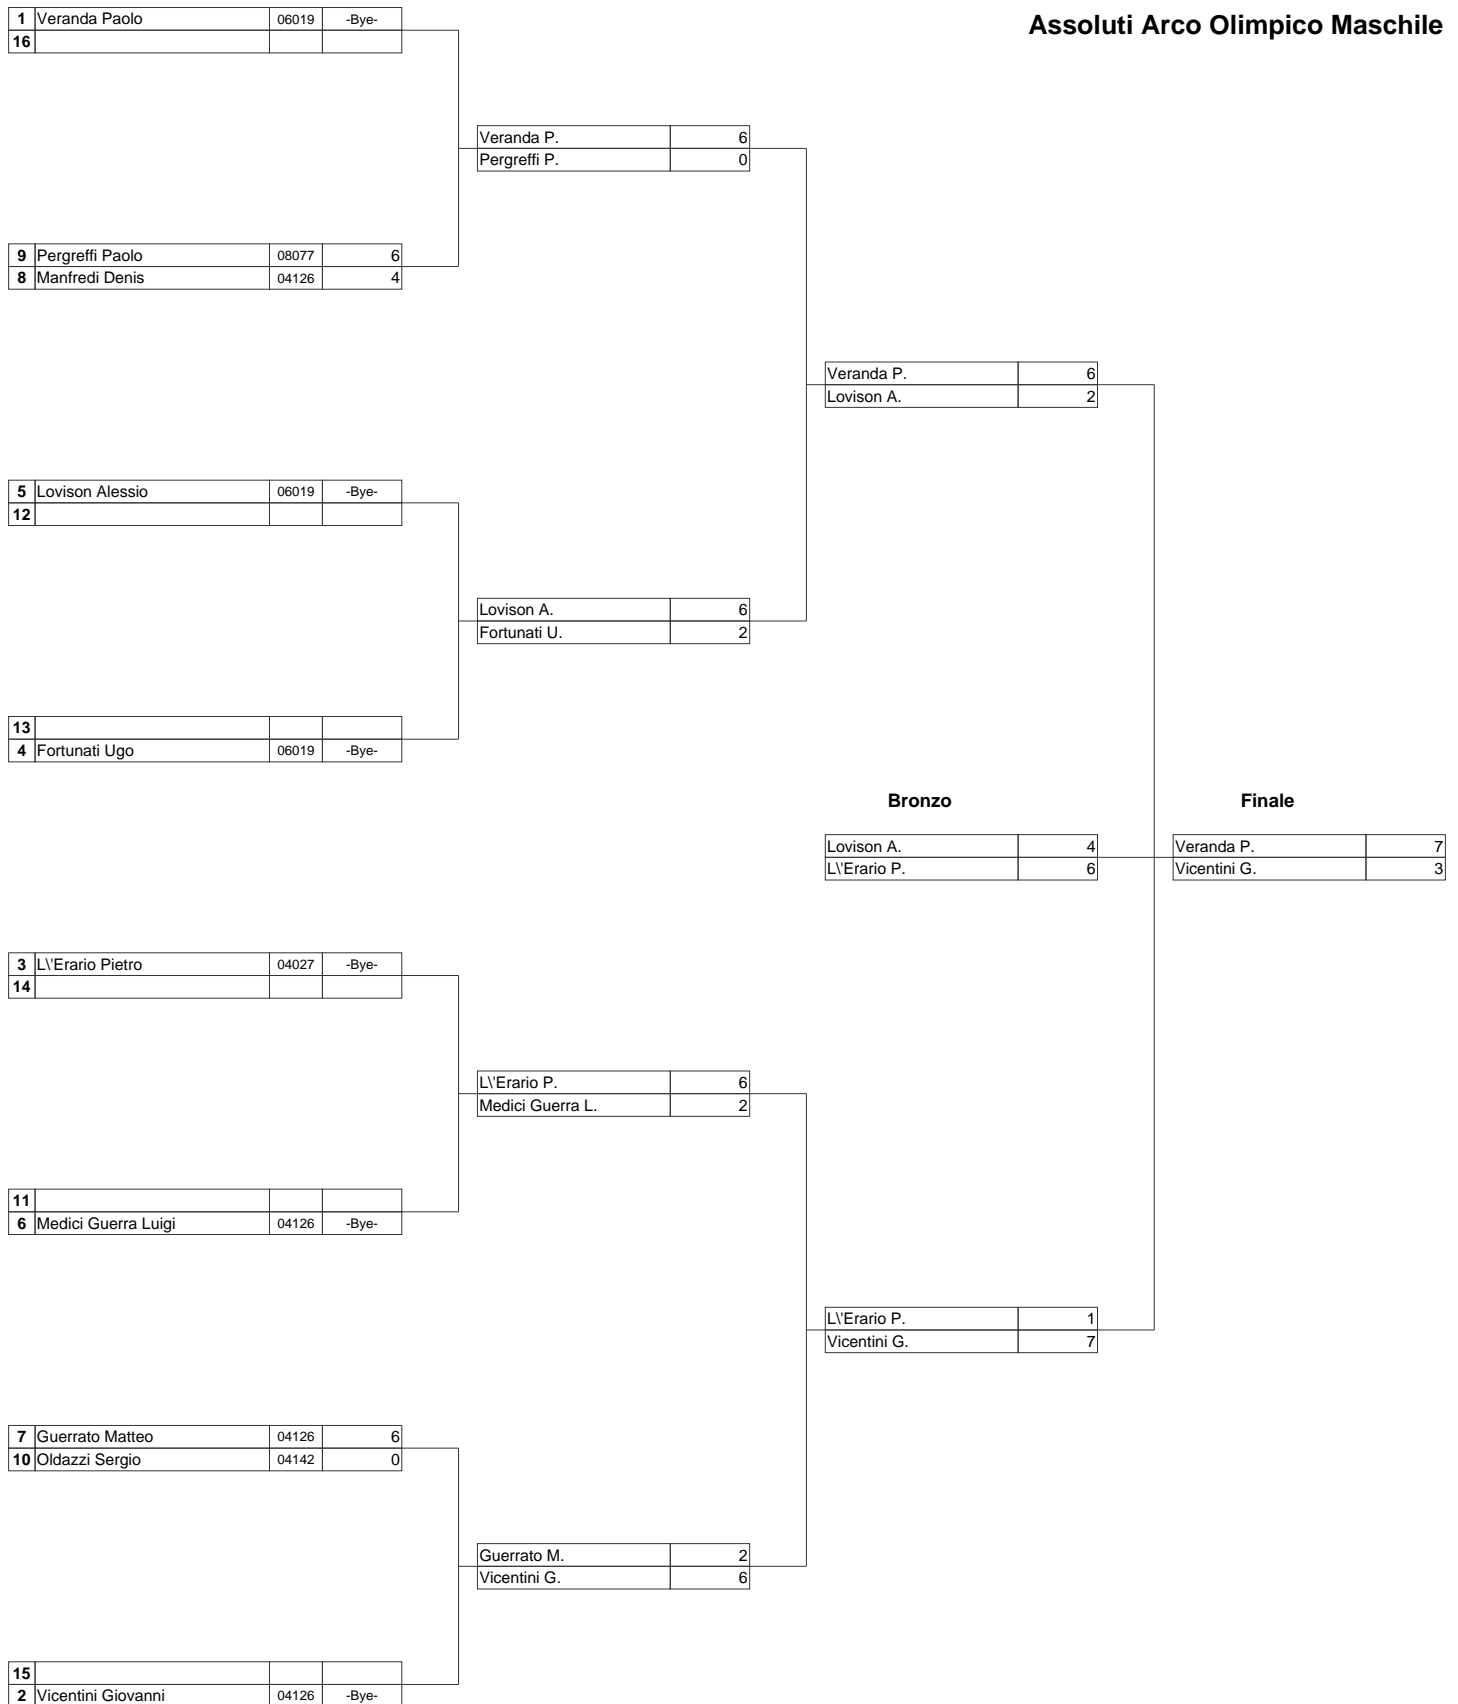 Assoluti Arco Olimpico Maschile
1 Veranda Paolo 06019 -Bye-
16
Veranda P. 6
Pergreffi P. 0
9 Pergreffi Paolo 08077 6
8 Manfredi Denis 04126 4
Veranda P. 6
Lovison A. 2
5 Lovison Alessio 06019 -Bye-
12
Lovison A. 6
Fortunati U. 2
13
4 Fortunati Ugo 06019 -Bye-
Bronzo Finale
Lovison A. 4 Veranda P. 7
L\'Erario P. 6 Vicentini G. 3
3 L\'Erario Pietro 04027 -Bye-
14
L\'Erario P. 6
Medici Guerra L. 2
11
6 Medici Guerra Luigi 04126 -Bye-
L\'Erario P. 1
Vicentini G. 7
7 Guerrato Matteo 04126 6
10 Oldazzi Sergio 04142 0
Guerrato M. 2
Vicentini G. 6
15
2 Vicentini Giovanni 04126 -Bye-